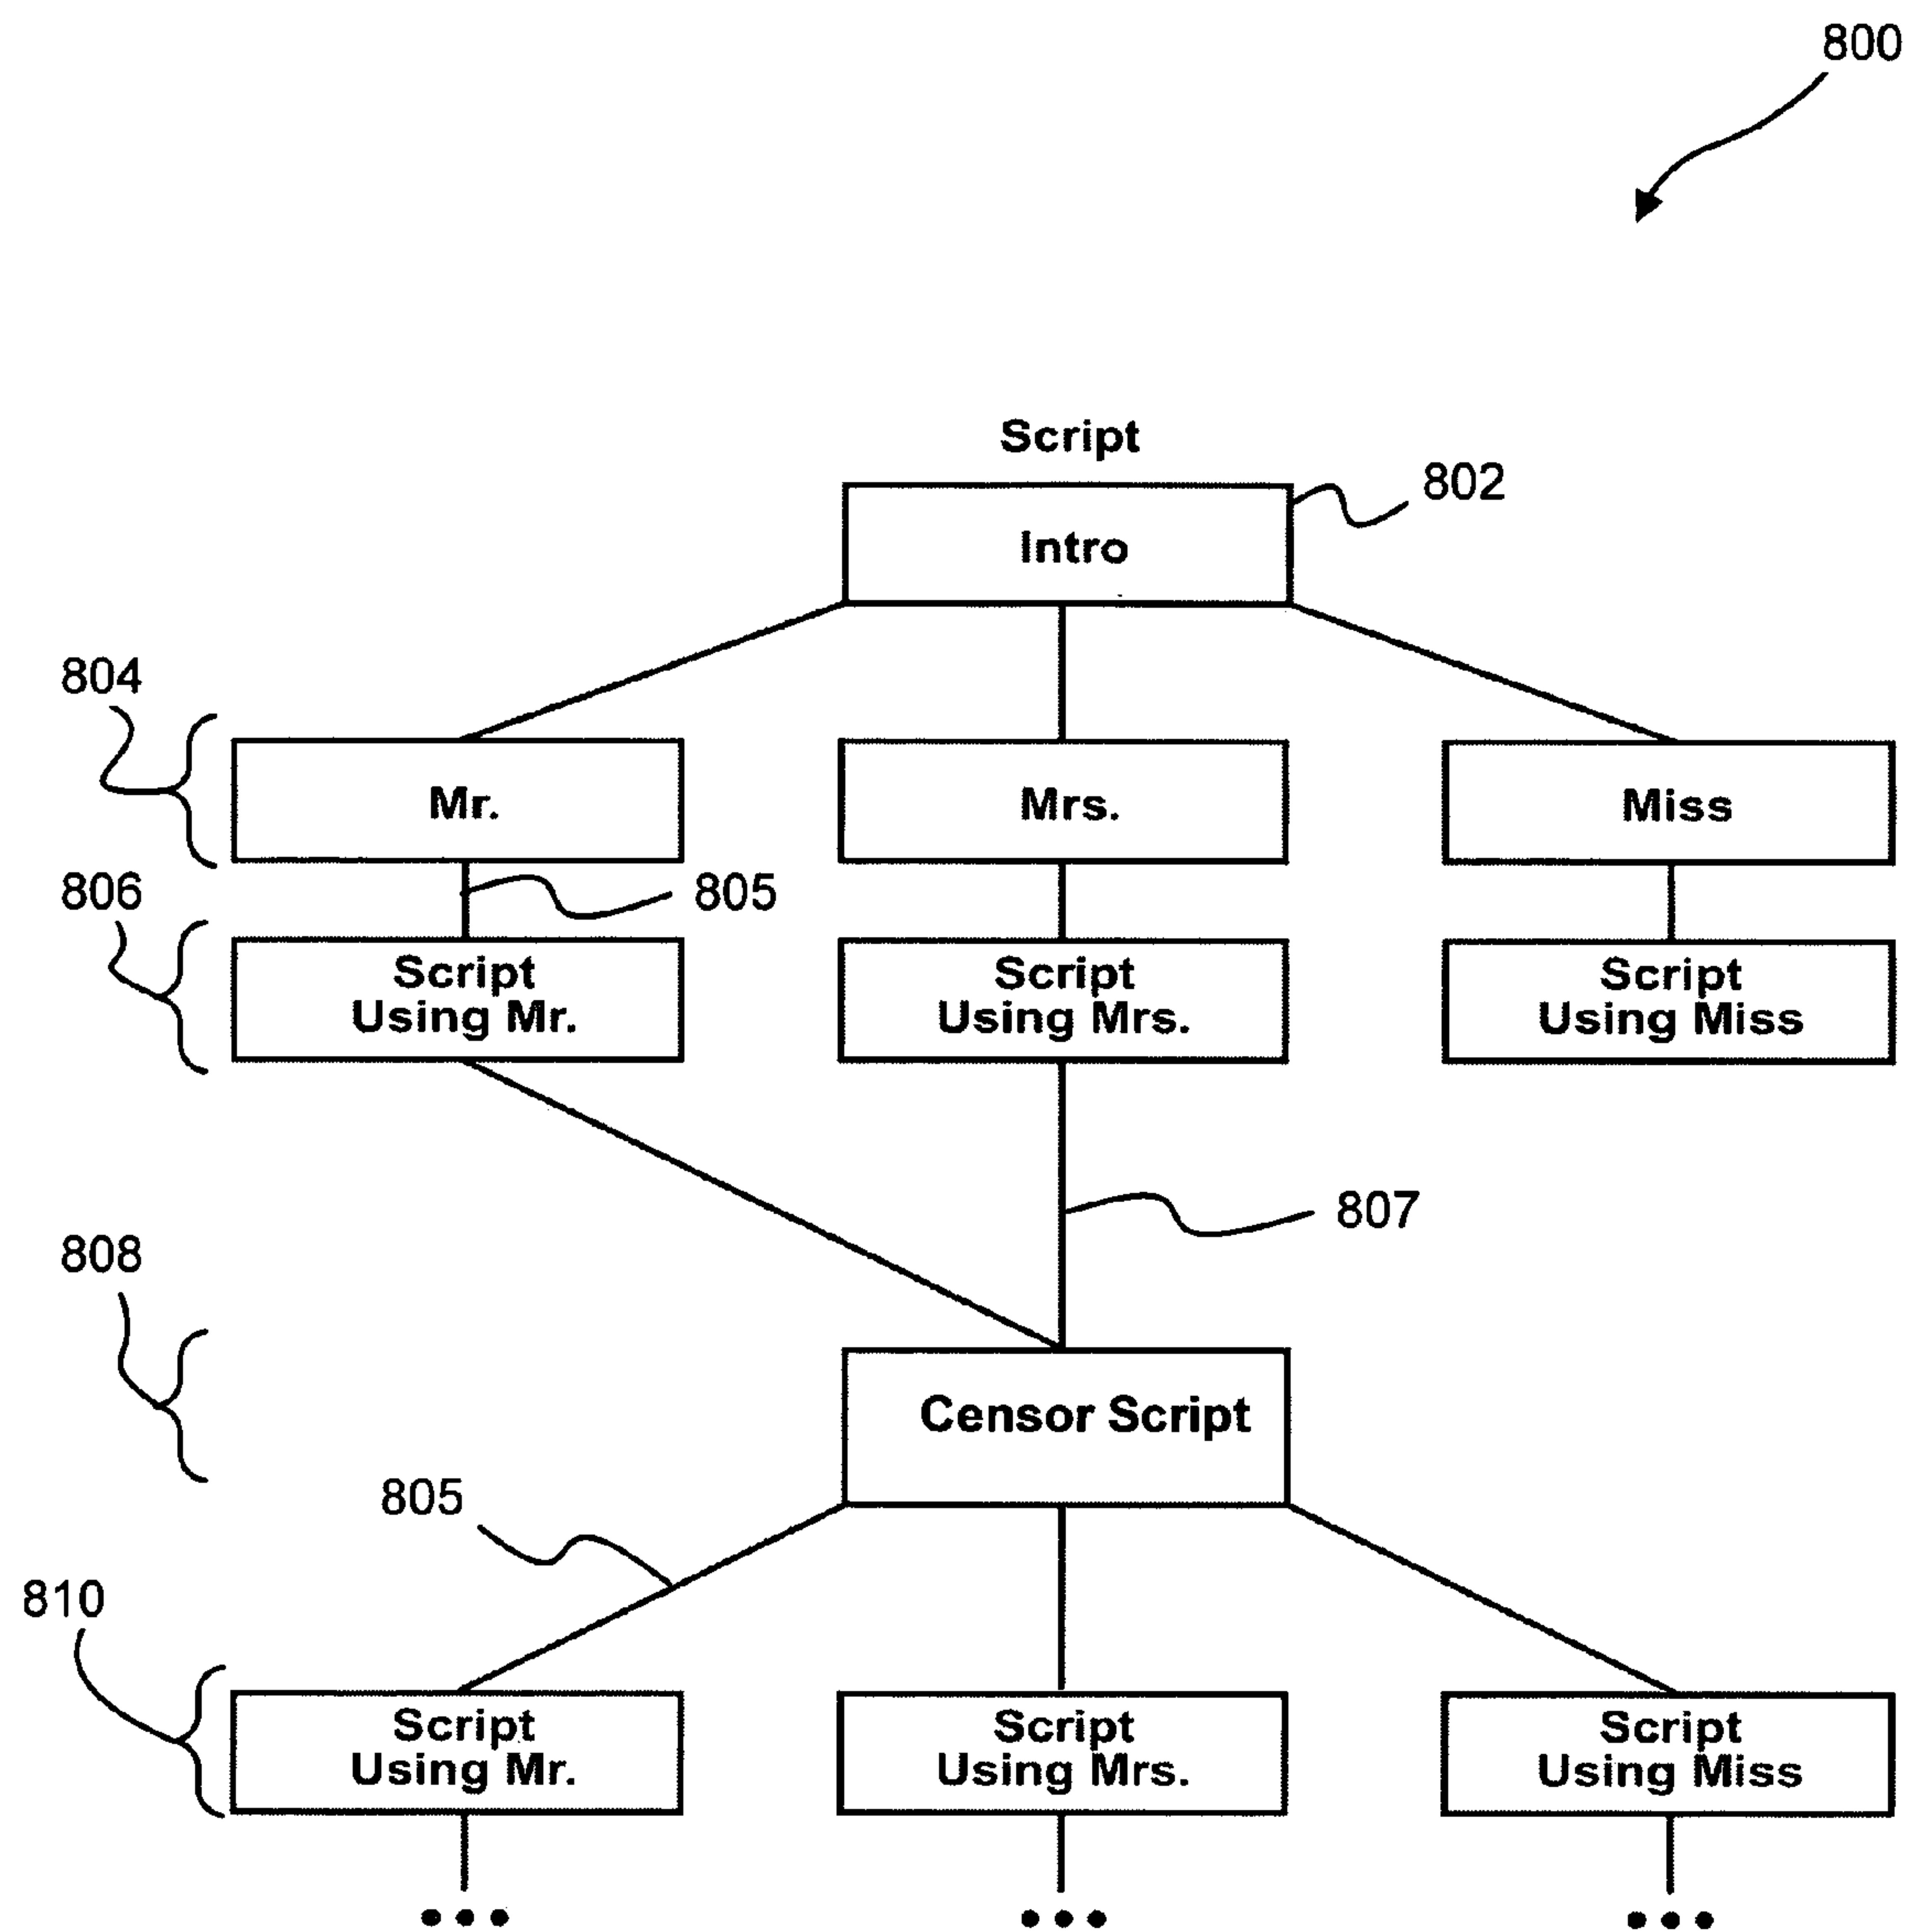 800
Script
802
Intro
804
Mr.
Mrs.
Miss
806
805
Script
Using Mr.
Script
Using Mrs.
Script
Using Miss
807
808
Censor Script
805
810
Script
Using Mr.
Script
Using Mrs.
Script
Using Miss